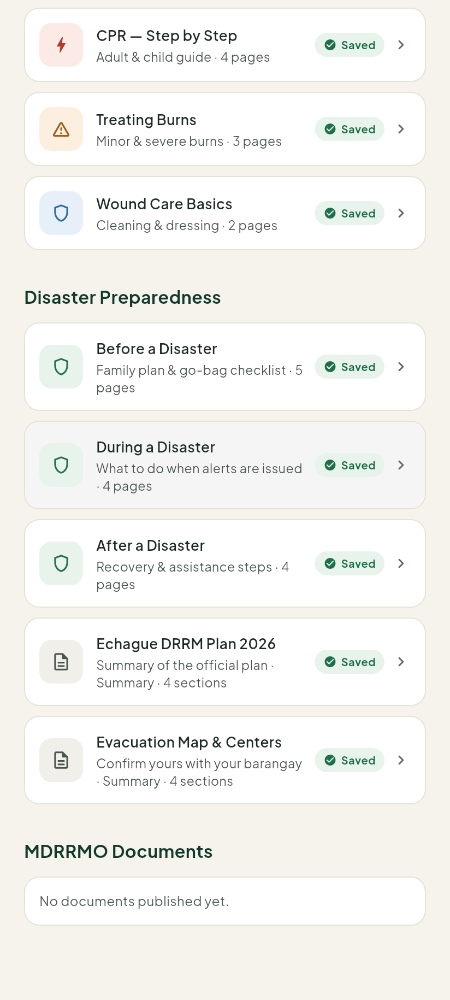 CPR — Step by Step
Adult & child guide · 4 pages
Saved
Treating Burns
Minor & severe burns · 3 pages
Saved
Wound Care Basics
Cleaning & dressing · 2 pages
Saved
Disaster Preparedness
Before a Disaster
Family plan & go-bag checklist · 5
pages
Saved
During a Disaster
What to do when alerts are issued
· 4 pages
Saved
After a Disaster
Recovery & assistance steps · 4
pages
Saved
Echague DRRM Plan 2026
Summary of the official plan ·
Summary · 4 sections
Saved
Evacuation Map & Centers
Confirm yours with your barangay
· Summary · 4 sections
Saved
MDRRMO Documents
No documents published yet.